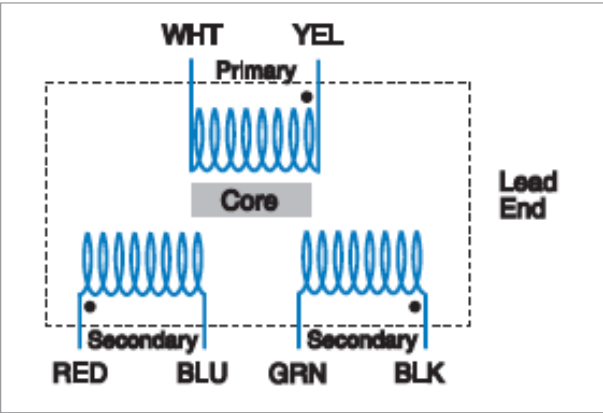 WHT YEL
Primary
Core
Lead
End
Secondary Secondary
RED BLU GRN BLK